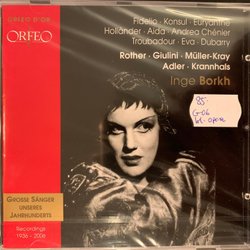 ORFEO D'OR
ORFEO
Fidelio · Konsul · Euryanthe
Holländer · Aida · Andrea Chénier
Troubadour · Eva · Dubarry
Rother · Giulini · Müller-Kray
Adler · Krannhals
Inge Borkh
85,-
GROSSE SÄNGER
UNSERES
JAHRHUNDERTS
Recordings